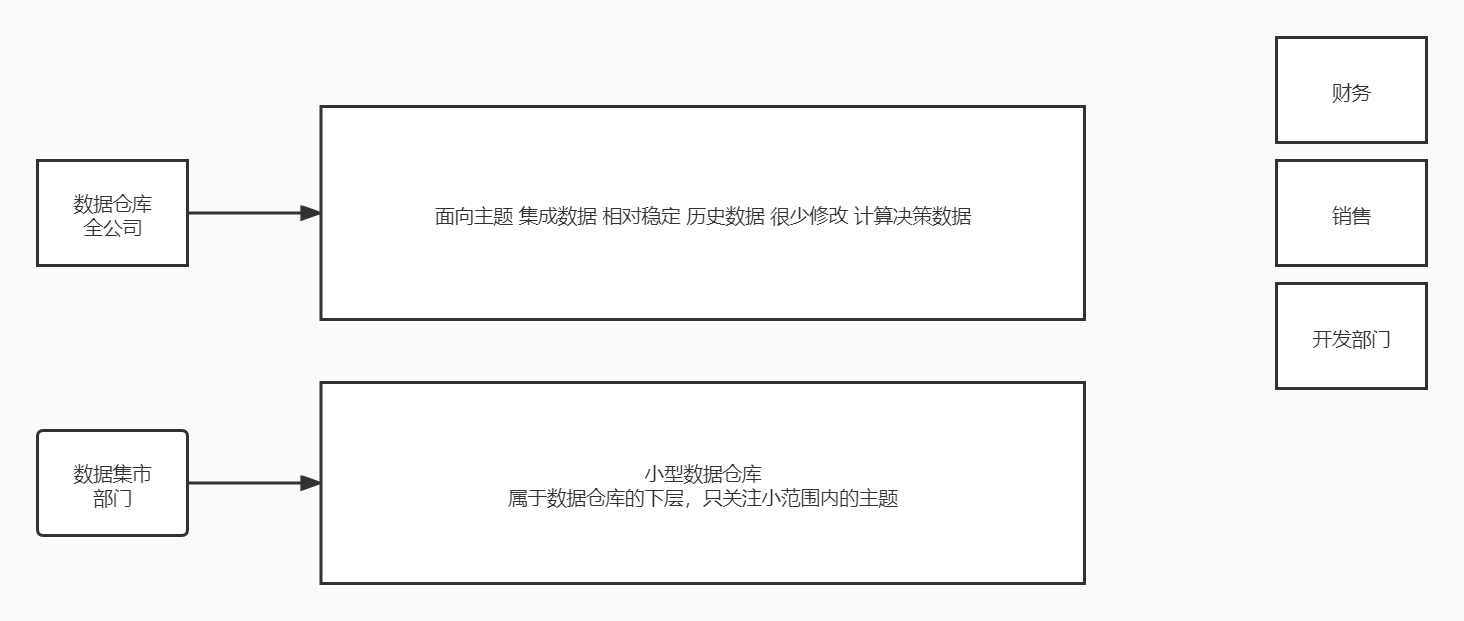 数据仓库
全公司
面向主题 集成数据 相对稳定 历史数据 很少修改 计算决策数据
财务
销售
开发部门
数据集市
部门
小型数据仓库
属于数据仓库的下层，只关注小范围内的主题